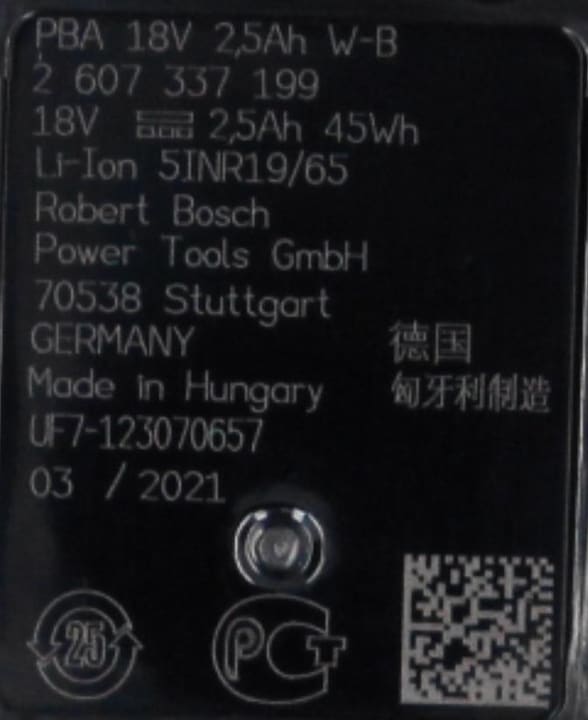 PBA 18V 2,5Ah W-B
2 607 337 199
18V 2,5Ah 45Wh
Li-Ion 5INR19/65
Robert Bosch
Power Tools GmbH
70538 Stuttgart
GERMANY 德国
Made in Hungary 匈牙利制造
UF7-123070657
03 / 2021
25
РСТ